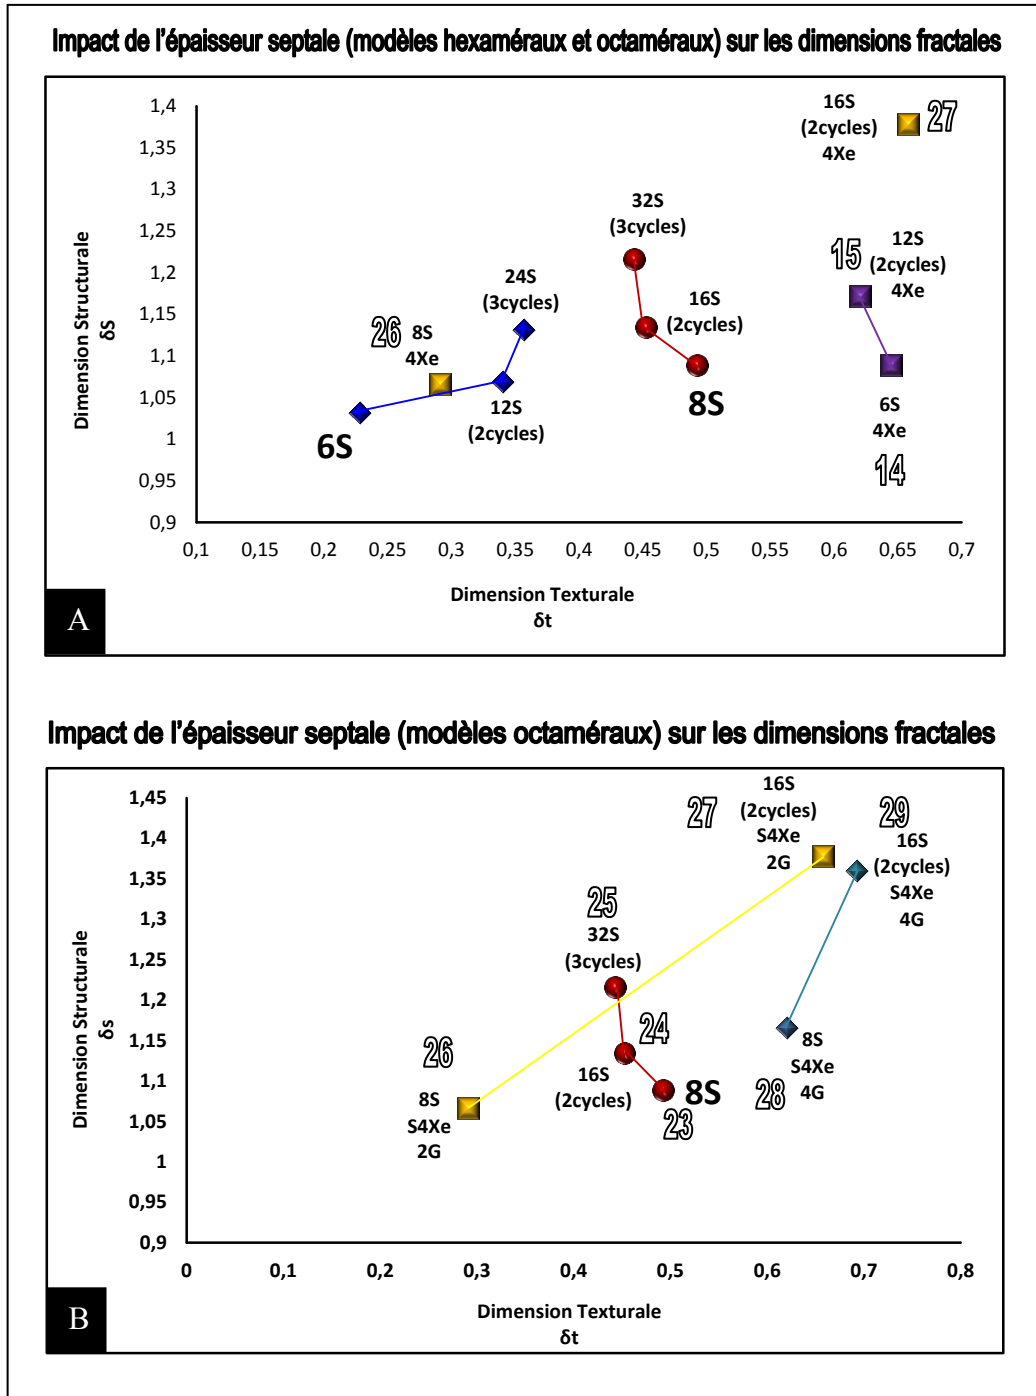 Impact de l'épaisseur septale (modèles hexaméraux et octaméraux) sur les dimensions fractales
Dimension Structurale
δS
1,4
1,35
1,3
1,25
1,2
1,15
1,1
1,05
1
0,95
0,9
0,1 0,15 0,2 0,25 0,3 0,35 0,4 0,45 0,5 0,55 0,6 0,65 0,7
Dimension Texturale
δt
16S
(2cycles)
4Xe
27
32S
(3cycles)
15
12S
(2cycles)
4Xe
24S
(3cycles)
16S
(2cycles)
26
8S
4Xe
12S
(2cycles)
8S
6S
6S
4Xe
14
A
Impact de l'épaisseur septale (modèles octaméraux) sur les dimensions fractales
Dimension Structurale
δs
1,45
1,4
1,35
1,3
1,25
1,2
1,15
1,1
1,05
1
0,95
0,9
0 0,1 0,2 0,3 0,4 0,5 0,6 0,7 0,8
Dimension Texturale
δt
27
16S
(2cycles)
S4Xe
2G
29
16S
(2cycles)
S4Xe
4G
25
32S
(3cycles)
24
16S
(2cycles)
26
8S
S4Xe
2G
8S
23
28
8S
S4Xe
4G
B